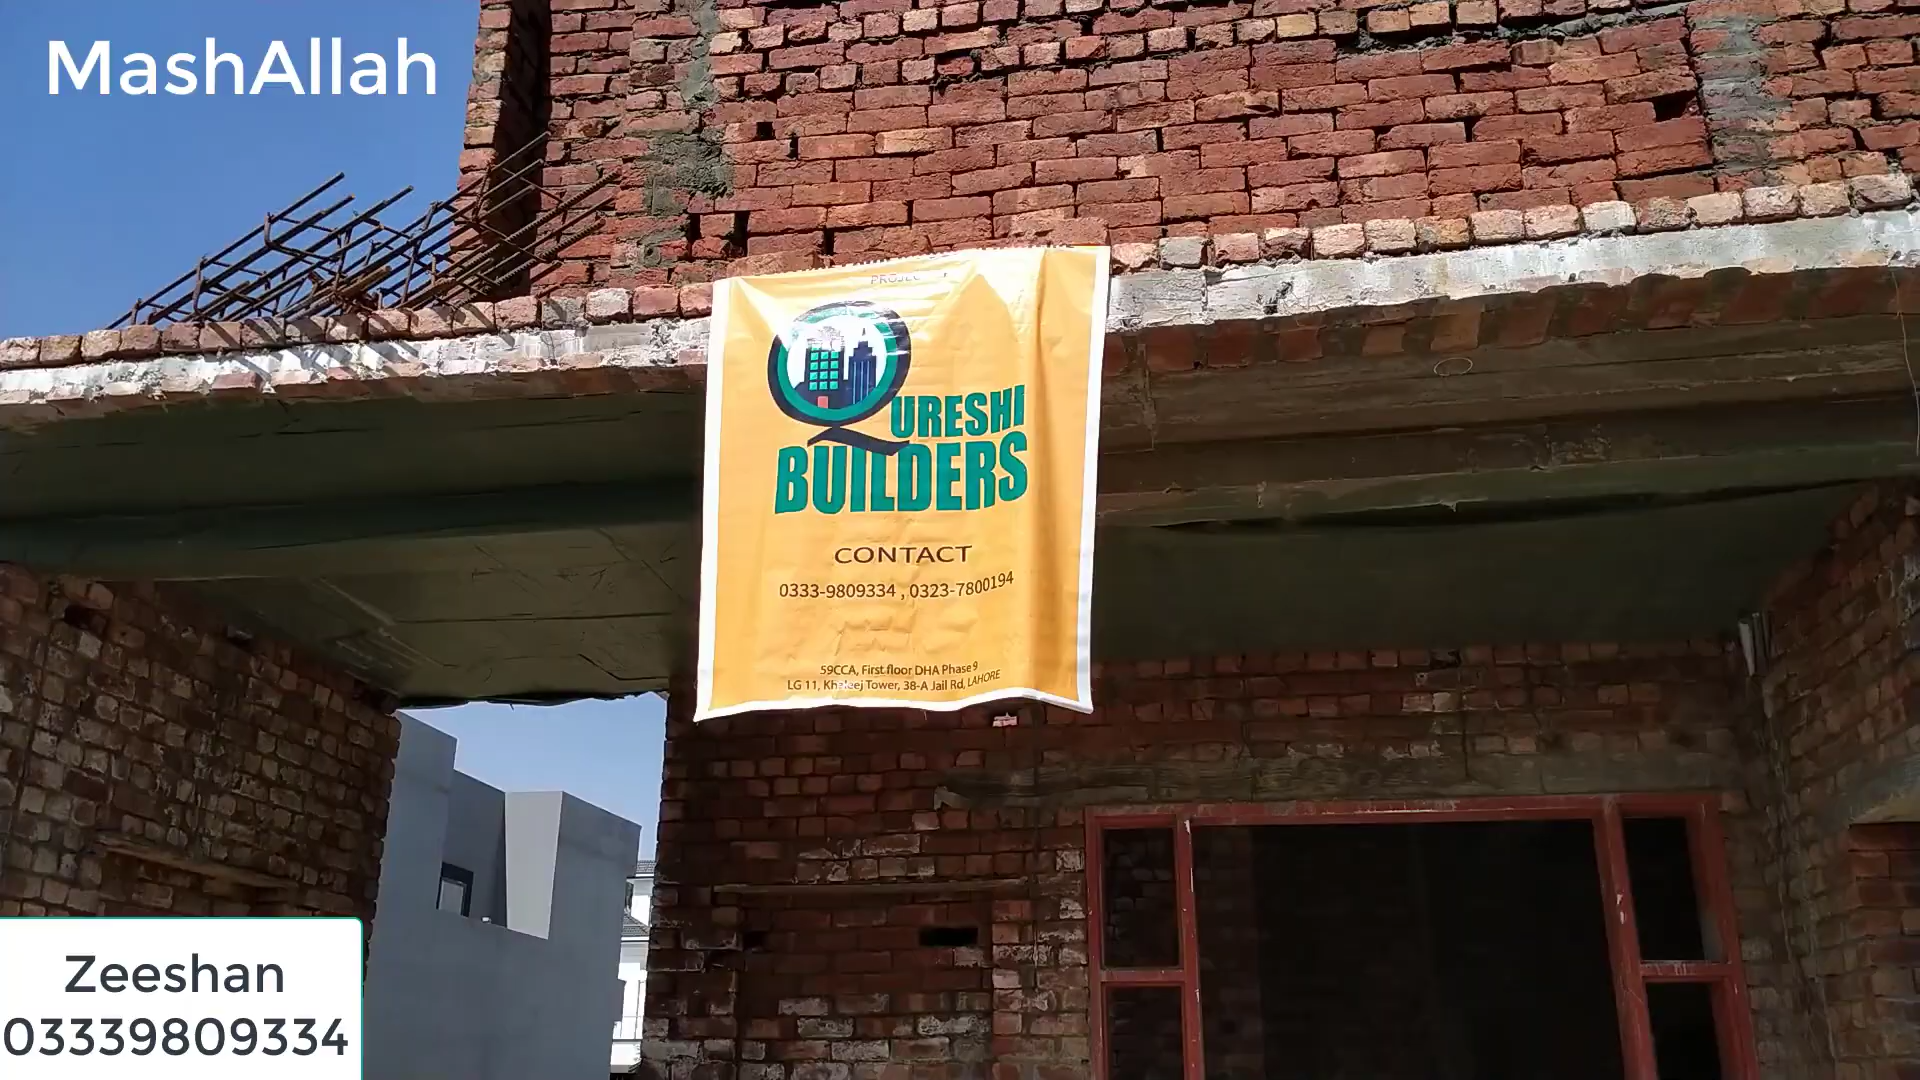 MashAllah
QURESHI
BUILDERS
CONTACT
0333-9809334 , 0323-7800194
59CCA, First floor DHA Phase 9
LG 11, Khaleej Tower, 38-A Jail Rd, LAHORE
Zeeshan
03339809334